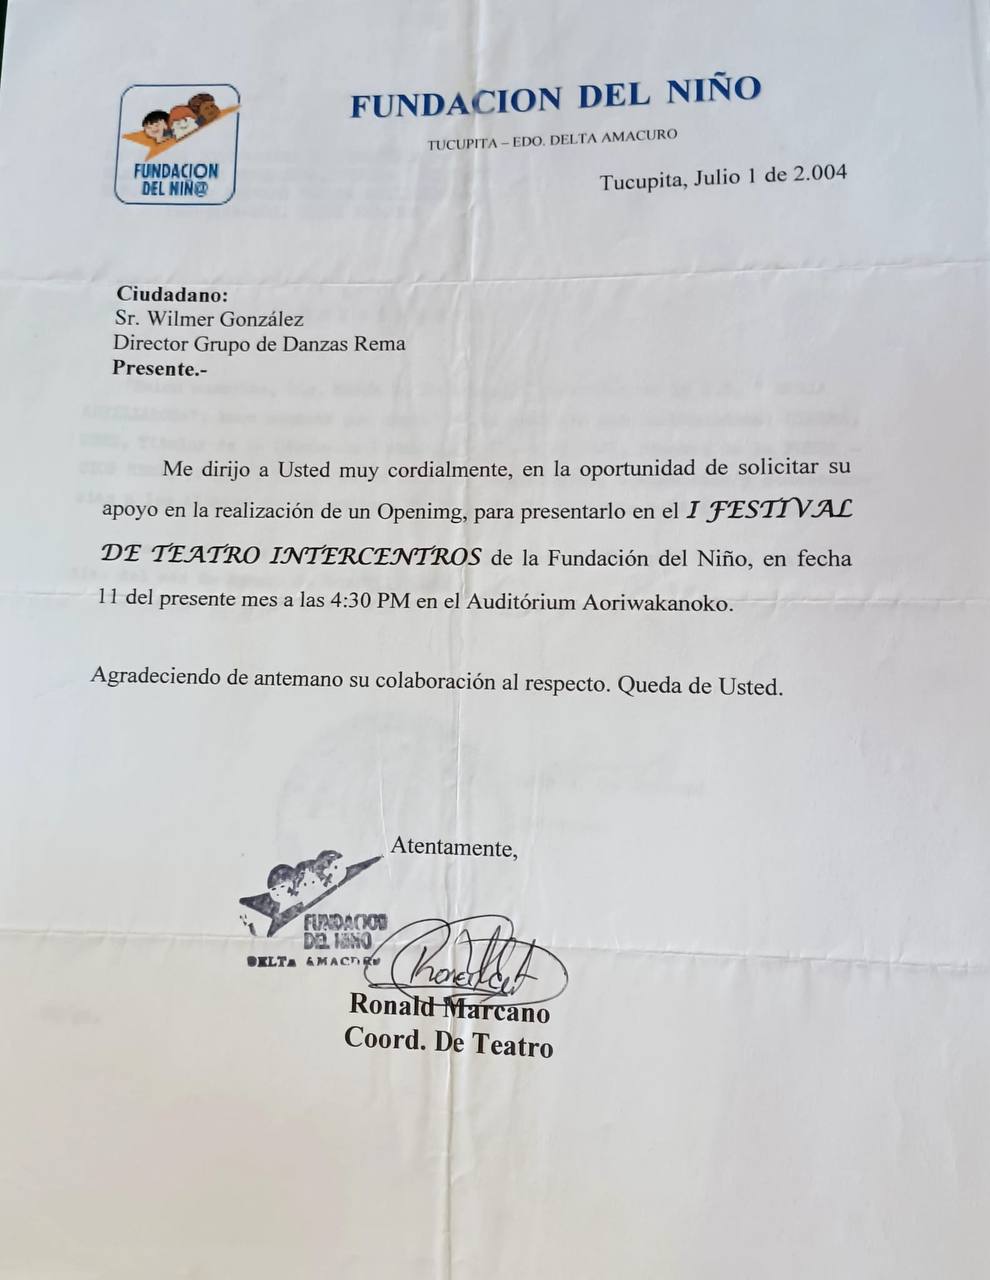 FUNDACION DEL NIÑO
TUCUPITA – EDO. DELTA AMACURO
FUNDACION
DEL NIÑ@
Tucupita, Julio 1 de 2.004
Ciudadano:
Sr. Wilmer González
Director Grupo de Danzas Rema
Presente.-
Me dirijo a Usted muy cordialmente, en la oportunidad de solicitar su
apoyo en la realización de un Openimg, para presentarlo en el I FESTIVAL
DE TEATRO INTERCENTROS de la Fundación del Niño, en fecha
11 del presente mes a las 4:30 PM en el Auditórium Aoriwakanoko.
Agradeciendo de antemano su colaboración al respecto. Queda de Usted.
Atentamente,
FUNDACION
DEL NIÑO
DELTA AMACURO
Ronald Marcano
Coord. De Teatro